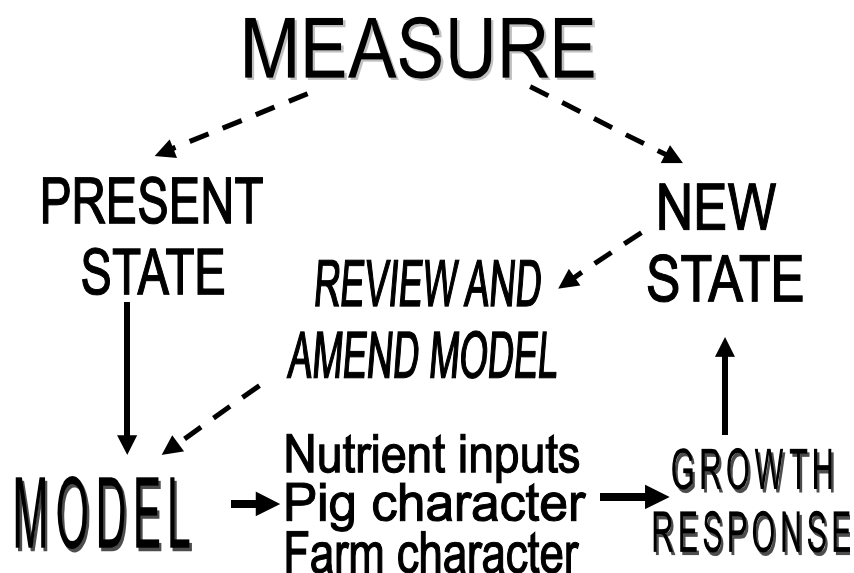 MEASURE
PRESENT
STATE
NEW
STATE
REVIEW AND
AMEND MODEL
MODEL
Nutrient inputs
Pig character
Farm character
GROWTH
RESPONSE